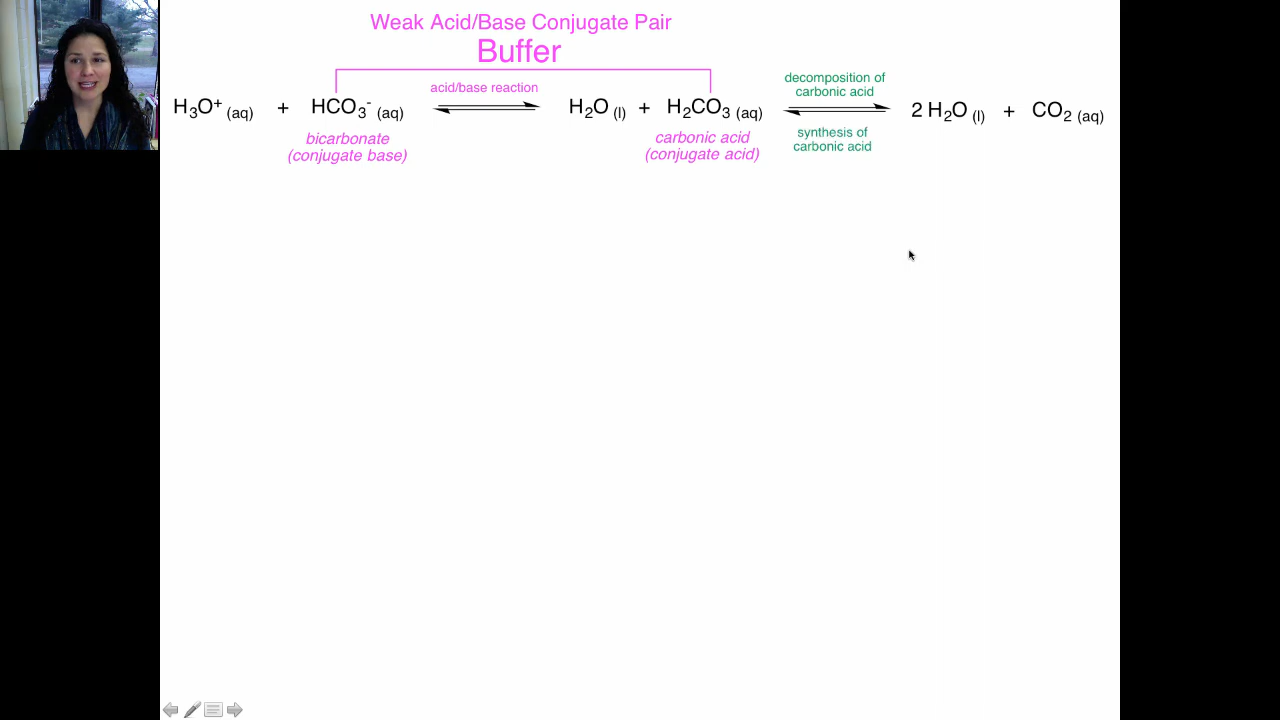 Weak Acid/Base Conjugate Pair
Buffer
H₃O⁺ (aq) + HCO₃⁻ (aq) acid/base reaction H₂O (l) + H₂CO₃ (aq) decomposition of carbonic acid 2 H₂O (l) + CO₂ (aq)
bicarbonate
(conjugate base)
carbonic acid
(conjugate acid)
synthesis of
carbonic acid